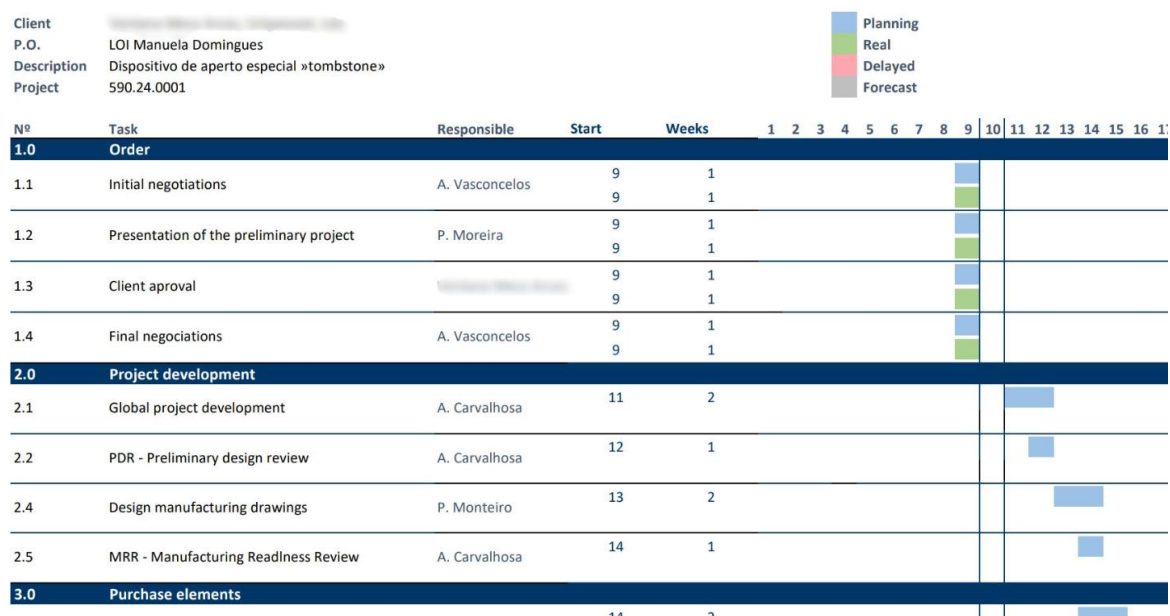 Client
P.O. LOI Manuela Domingues
Description Dispositivo de aperto especial »tombstone»
Project 590.24.0001
Planning
Real
Delayed
Forecast
Nº Task Responsible Start Weeks 1 2 3 4 5 6 7 8 9 10 11 12 13 14 15 16 17
1.0 Order
1.1 Initial negotiations A. Vasconcelos 9 1
9 1
1.2 Presentation of the preliminary project P. Moreira 9 1
9 1
1.3 Client aproval 9 1
9 1
1.4 Final negociations A. Vasconcelos 9 1
9 1
2.0 Project development
2.1 Global project development A. Carvalhosa 11 2
2.2 PDR - Preliminary design review A. Carvalhosa 12 1
2.4 Design manufacturing drawings P. Monteiro 13 2
2.5 MRR - Manufacturing ReadIness Review A. Carvalhosa 14 1
3.0 Purchase elements
14 2